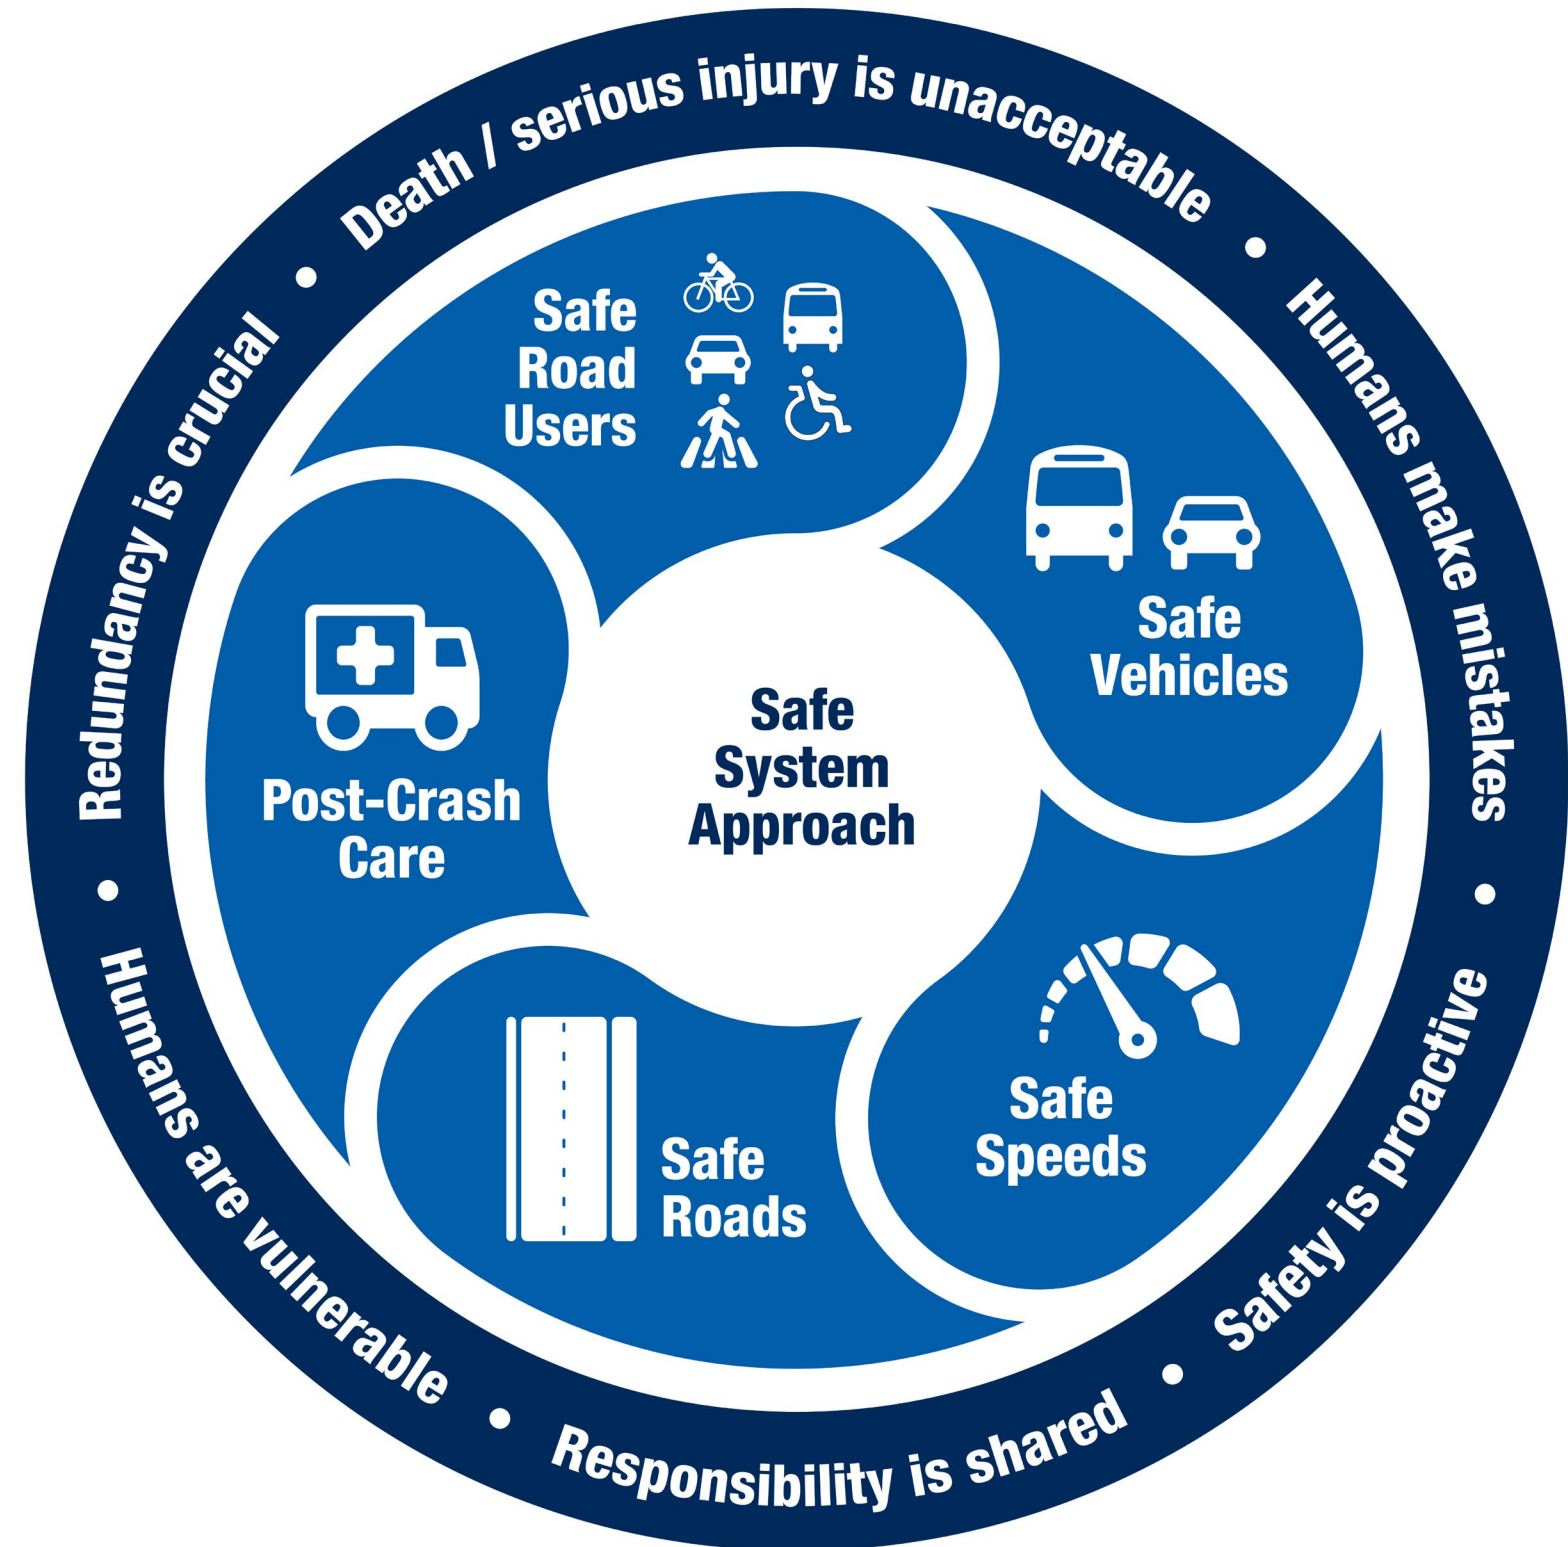 Death / serious injury is unacceptable
Humans make mistakes
Safety is proactive
Responsibility is shared
Humans are vulnerable
Redundancy is crucial
Safe
Road
Users
Safe
Vehicles
Safe
Speeds
Safe
Roads
Post-Crash
Care
Safe
System
Approach